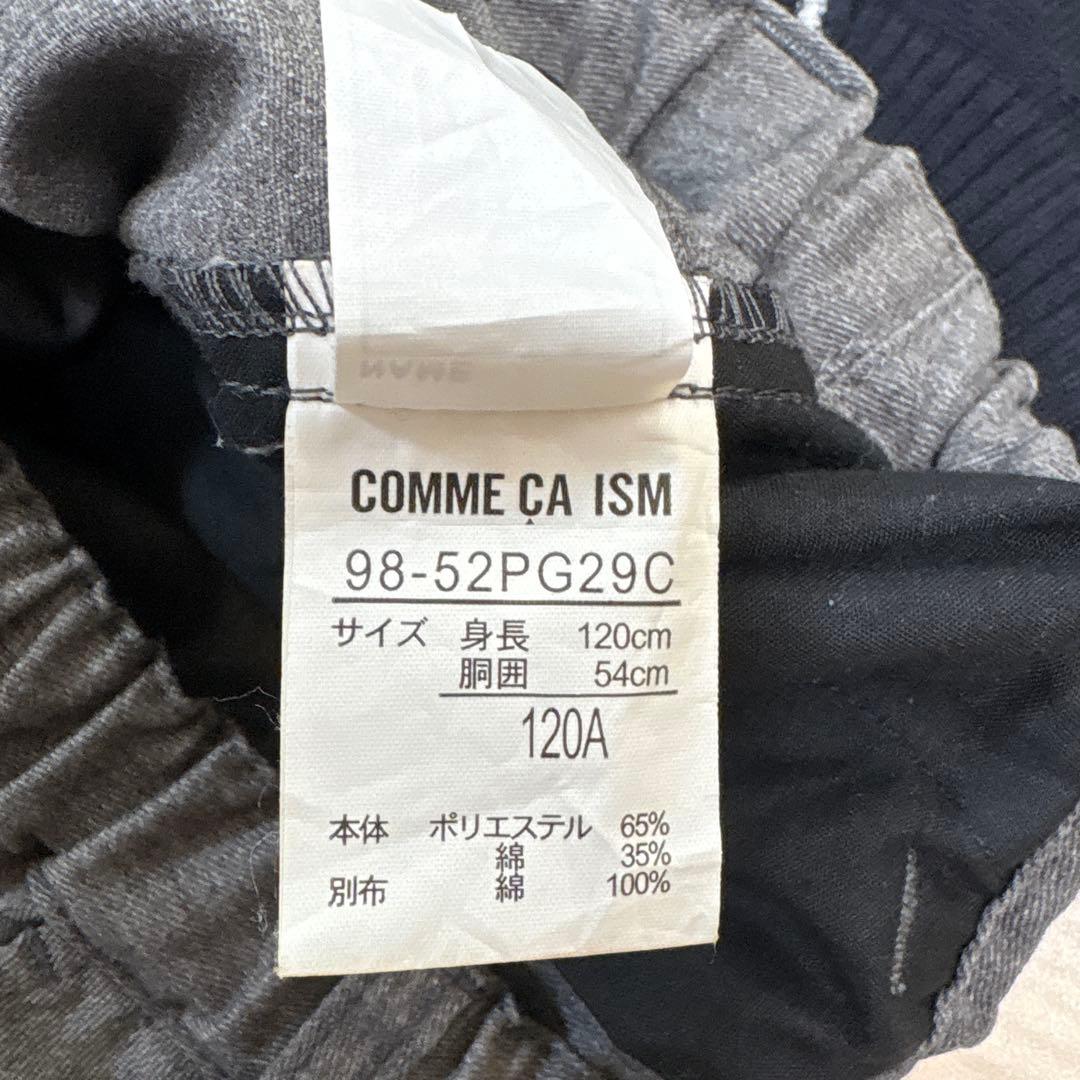 NAME
COMME ÇA ISM
98-52PG29C
サイズ 身長 120cm
胴囲 54cm
120A
本体 ポリエステル 65%
綿 35%
別布 綿 100%